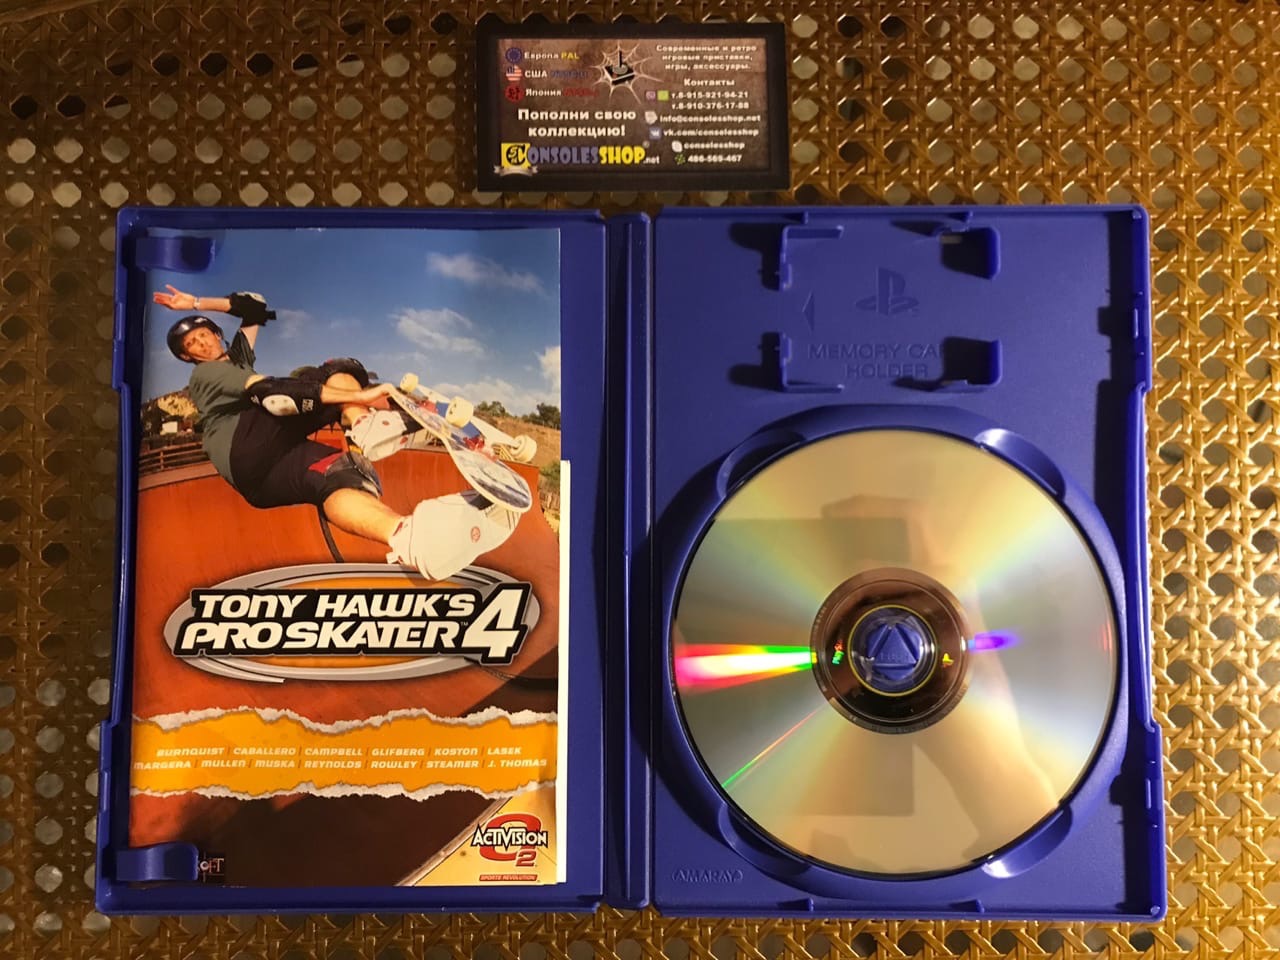 Европа PAL
США
Япония
Пополни свою
коллекцию!
CONSOLESSHOP.net
Современные и ретро
игровые приставки,
игры, аксессуары.
Контакты
т.8-915-921-94-21
т.8-910-376-17-88
info@consolesshop.net
vk.com/consolesshop
consolesshop
486-569-467
TONY HAWK'S
PRO SKATER™ 4
BURNQUIST | CABALLERO | CAMPBELL | GLIFBERG | KOSTON | LASEK
MARGERA | MULLEN | MUSKA | REYNOLDS | ROWLEY | STEAMER | J. THOMAS
ACTIVISION
O2
SPORTS REVOLUTION
MEMORY CA
HOLDER
AMARAY